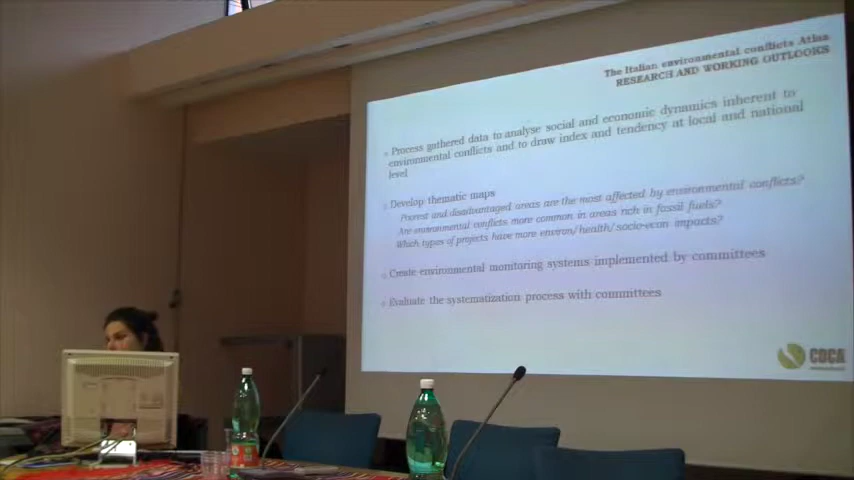 The Italian environmental conflicts Atlas
RESEARCH AND WORKING OUTLOOKS
Process gathered data to analyse social and economic dynamics inherent to
environmental conflicts and to draw index and tendency at local and national
level
Develop thematic maps
Poorest and disadvantaged areas are the most affected by environmental conflicts?
Are environmental conflicts more common in areas rich in fossil fuels?
Which types of projects have more environ/health/socio-econ impacts?
Create environmental monitoring systems implemented by committees
Evaluate the systematization process with committees
CDCA